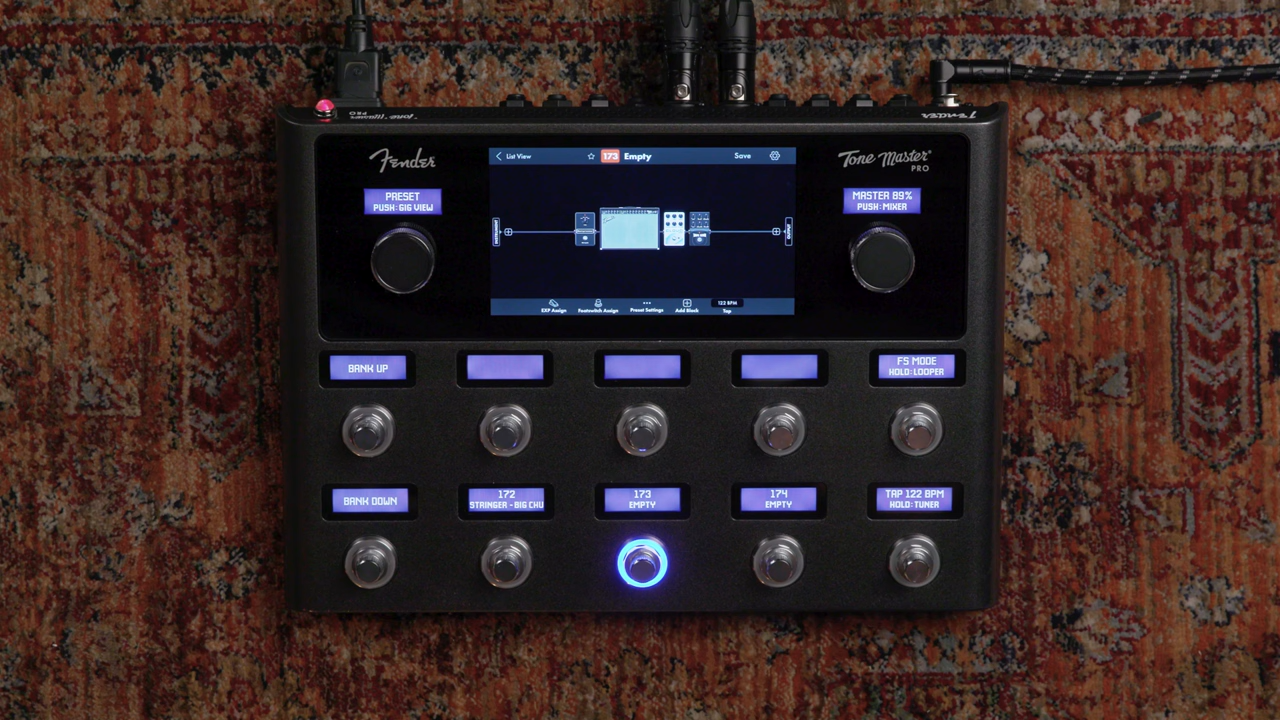 Fender
PRESET
PUSH: GIG VIEW
List View
173 Empty
Save
Tone Master
PRO
MASTER 89%
PUSH: MIXER
EXP Assign
Footswitch Assign
Preset Settings
Add Block
122 BPM
Tap
BANK UP
FS MODE
HOLD: LOOPER
BANK DOWN
172
STRINGER - BIG CHU
173
EMPTY
174
EMPTY
TAP 122 BPM
HOLD: TUNER